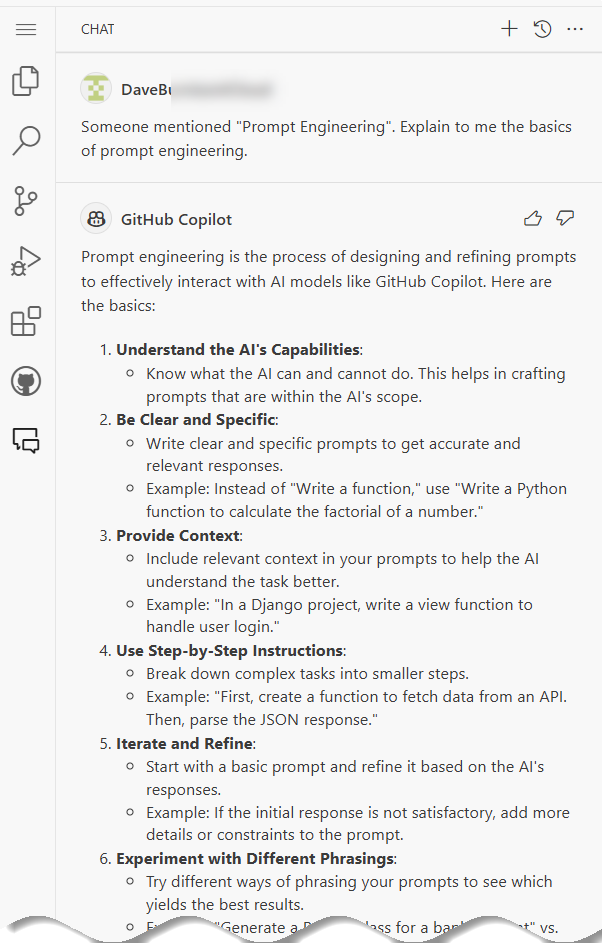 CHAT
DaveBu
Someone mentioned "Prompt Engineering". Explain to me the basics
of prompt engineering.
GitHub Copilot
Prompt engineering is the process of designing and refining prompts
to effectively interact with AI models like GitHub Copilot. Here are
the basics:
1. Understand the AI's Capabilities:
Know what the AI can and cannot do. This helps in crafting
prompts that are within the AI's scope.
2. Be Clear and Specific:
Write clear and specific prompts to get accurate and
relevant responses.
Example: Instead of "Write a function," use "Write a Python
function to calculate the factorial of a number."
3. Provide Context:
Include relevant context in your prompts to help the AI
understand the task better.
Example: "In a Django project, write a view function to
handle user login."
4. Use Step-by-Step Instructions:
Break down complex tasks into smaller steps.
Example: "First, create a function to fetch data from an API.
Then, parse the JSON response."
5. Iterate and Refine:
Start with a basic prompt and refine it based on the AI's
responses.
Example: If the initial response is not satisfactory, add more
details or constraints to the prompt.
6. Experiment with Different Phrasings:
Try different ways of phrasing your prompts to see which
yields the best results.
"Generate a for a vs.